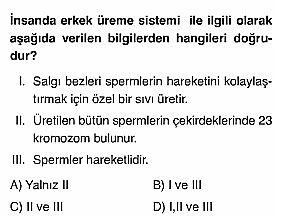 İnsanda erkek üreme sistemi ile ilgili olarak
aşağıda verilen bilgilerden hangileri doğru-
dur?
I. Salgı bezleri spermlerin hareketini kolaylaş-
tırmak için özel bir sıvı üretir.
II. Üretilen bütün spermlerin çekirdeklerinde 23
kromozom bulunur.
III. Spermler hareketlidir.
A) Yalnız II B) I ve III
C) II ve III D) I,II ve III